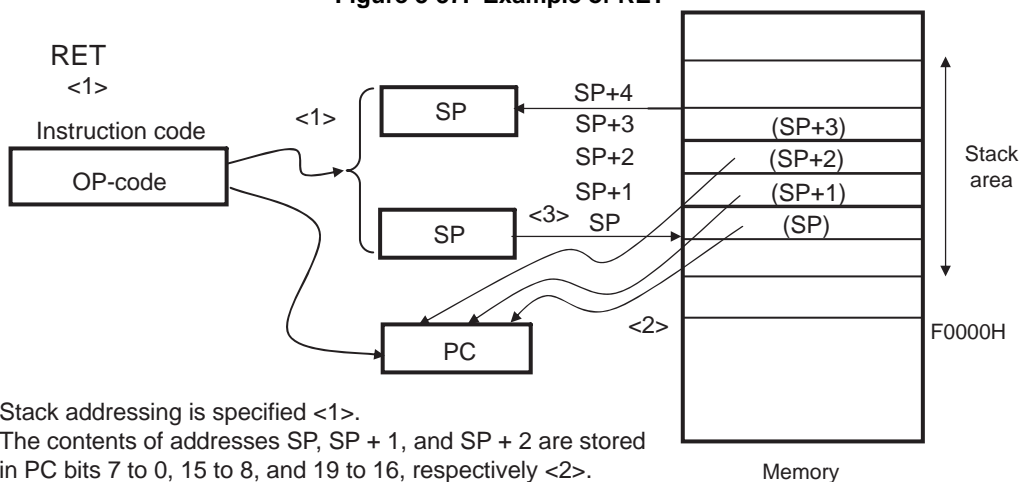 Figure 3-37. Example of RET
RET
<1>
Instruction code
OP-code
<1>
SP
SP
<3>
SP+4
SP+3
SP+2
SP+1
SP
(SP+3)
(SP+2)
(SP+1)
(SP)
Stack
area
<2>
PC
F0000H
Memory
Stack addressing is specified <1>.
The contents of addresses SP, SP + 1, and SP + 2 are stored
in PC bits 7 to 0, 15 to 8, and 19 to 16, respectively <2>.